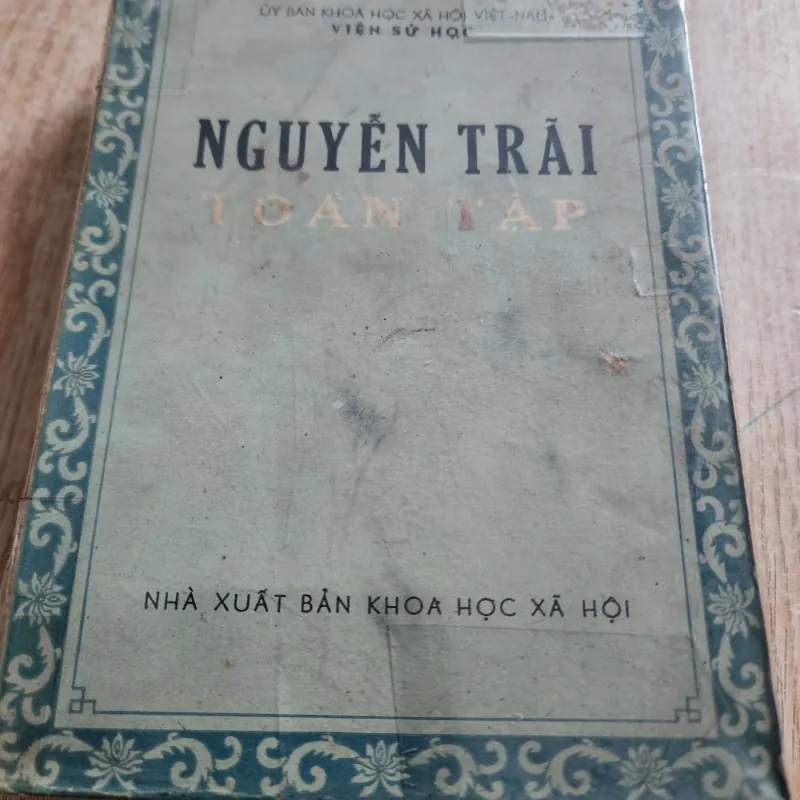 ỦY BAN KHOA HỌC XÃ HỘI VIỆT-NAM
VIỆN SỬ HỌC
NGUYỄN TRÃI
TOÀN TẬP
NHÀ XUẤT BẢN KHOA HỌC XÃ HỘI